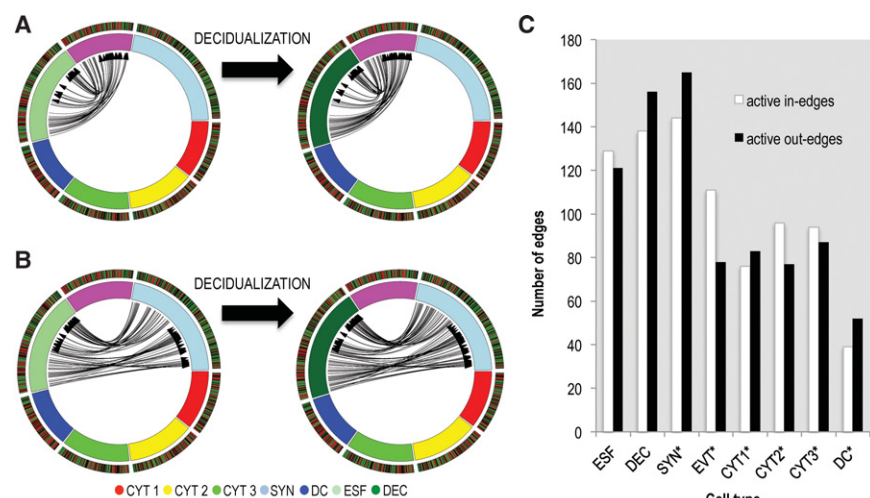 A
DECIDUALIZATION
B
DECIDUALIZATION
CYT 1 CYT 2 CYT 3 SYN DC ESF DEC
C
180
160
140
120
100
80
60
40
20
0
Number of edges
active in-edges
active out-edges
ESF DEC SYN* EVT* CYT1* CYT2* CYT3* DC*
Cell type